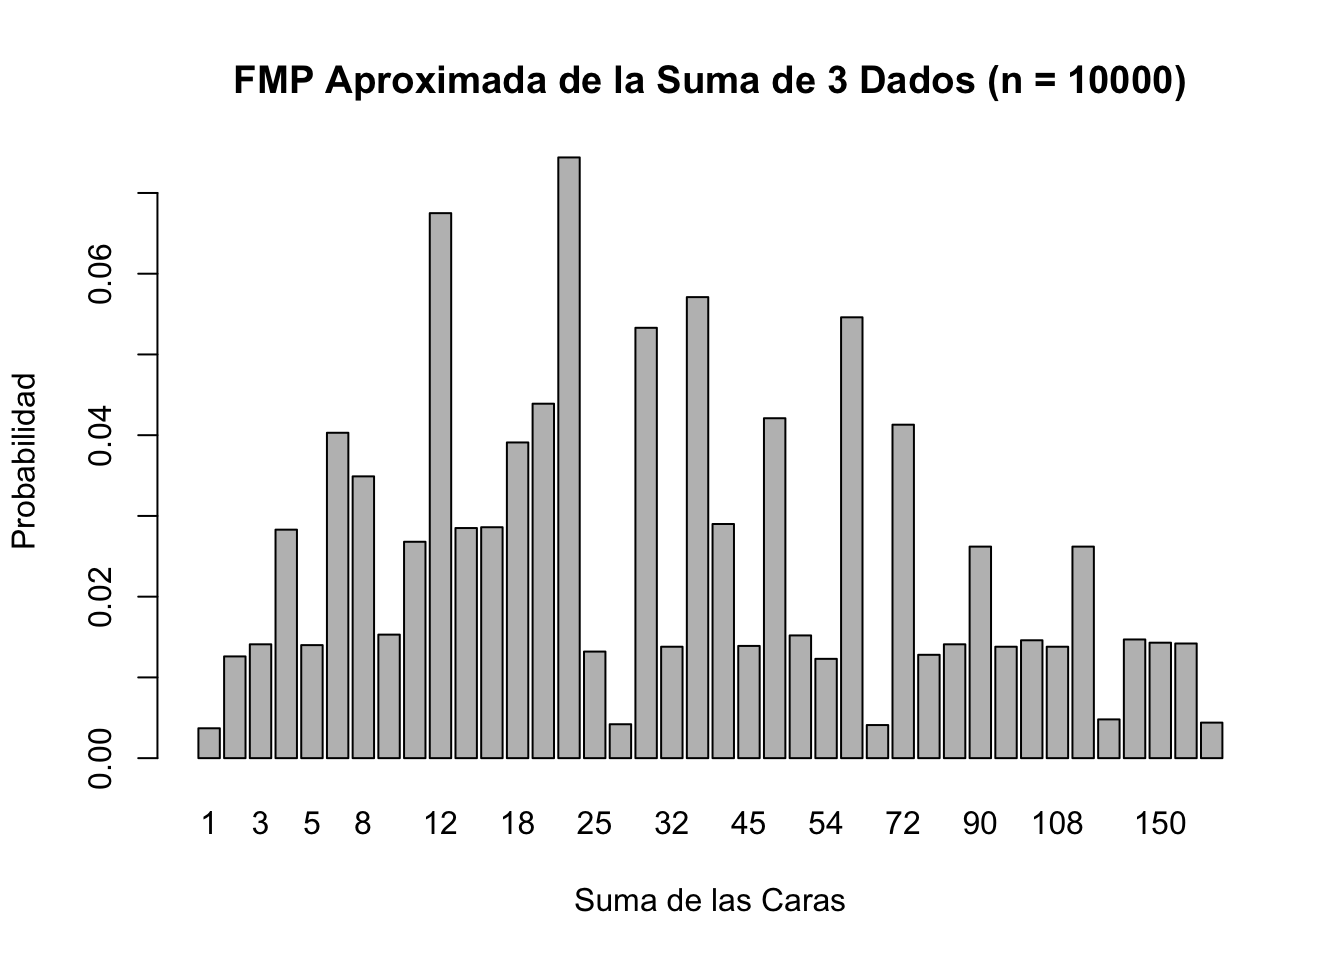 FMP Aproximada de la Suma de 3 Dados (n = 10000)
Probabilidad
0.06
0.04
0.02
0.00
1 3 5 8 12 18 25 32 45 54 72 90 108 150
Suma de las Caras